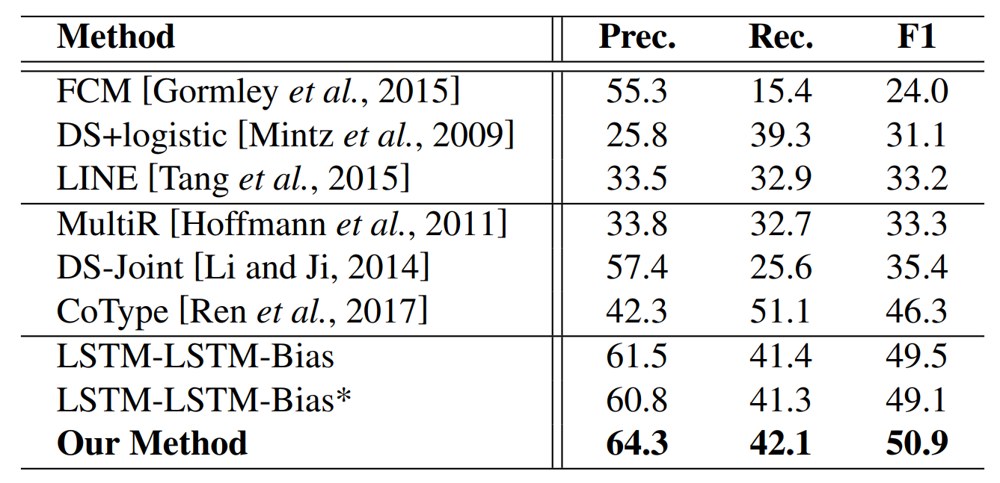 Method Prec. Rec. F1
FCM [Gormley et al., 2015] 55.3 15.4 24.0
DS+logistic [Mintz et al., 2009] 25.8 39.3 31.1
LINE [Tang et al., 2015] 33.5 32.9 33.2
MultiR [Hoffmann et al., 2011] 33.8 32.7 33.3
DS-Joint [Li and Ji, 2014] 57.4 25.6 35.4
CoType [Ren et al., 2017] 42.3 51.1 46.3
LSTM-LSTM-Bias 61.5 41.4 49.5
LSTM-LSTM-Bias* 60.8 41.3 49.1
Our Method 64.3 42.1 50.9